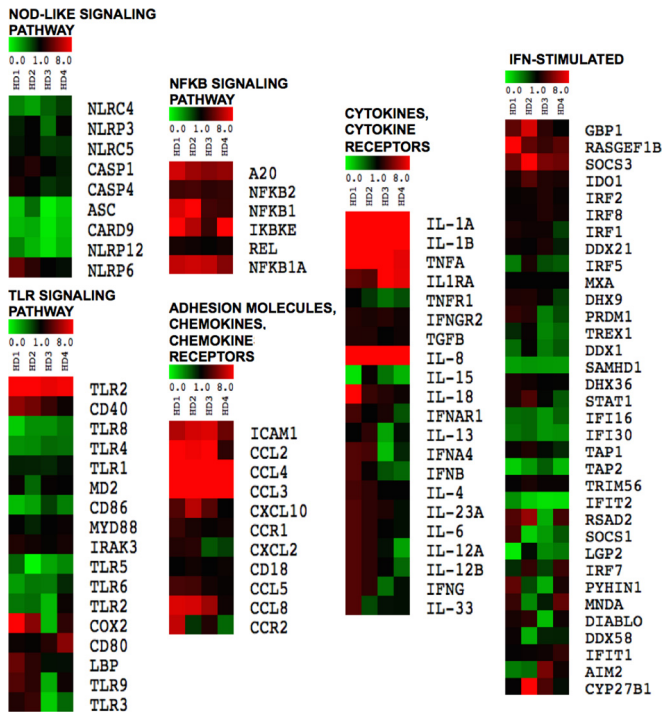 NOD-LIKE SIGNALING
PATHWAY
0.0 1.0 8.0
HD1 HD2 HD3 HD4
NLRC4
NLRP3
NLRC5
CASP1
CASP4
ASC
CARD9
NLRP12
NLRP6
TLR SIGNALING
PATHWAY
0.0 1.0 8.0
HD1 HD2 HD3 HD4
TLR2
CD40
TLR8
TLR4
TLR1
MD2
CD86
MYD88
IRAK3
TLR5
TLR6
TLR2
COX2
CD80
LBP
TLR9
TLR3
NFKB SIGNALING
PATHWAY
0.0 1.0 8.0
HD1 HD2 HD3 HD4
A20
NFKB2
NFKB1
IKBKE
REL
NFKB1A
ADHESION MOLECULES,
CHEMOKINES,
CHEMOKINE
RECEPTORS
0.0 1.0 8.0
HD1 HD2 HD3 HD4
ICAM1
CCL2
CCL4
CCL3
CXCL10
CCR1
CXCL2
CD18
CCL5
CCL8
CCR2
CYTOKINES,
CYTOKINE
RECEPTORS
0.0 1.0 8.0
HD1 HD2 HD3 HD4
IL-1A
IL-1B
TNFA
IL1RA
TNFR1
IFNGR2
TGFB
IL-8
IL-15
IL-18
IFNAR1
IL-13
IFNA4
IFNB
IL-4
IL-23A
IL-6
IL-12A
IL-12B
IFNG
IL-33
IFN-STIMULATED
0.0 1.0 8.0
HD1 HD2 HD3 HD4
GBP1
RASGEF1B
SOCS3
IDO1
IRF2
IRF8
IRF1
DDX21
IRF5
MXA
DHX9
PRDM1
TREX1
DDX1
SAMHD1
DHX36
STAT1
IFI16
IFI30
TAP1
TAP2
TRIM56
IFIT2
RSAD2
SOCS1
LGP2
IRF7
PYHIN1
MNDA
DIABLO
DDX58
IFIT1
AIM2
CYP27B1